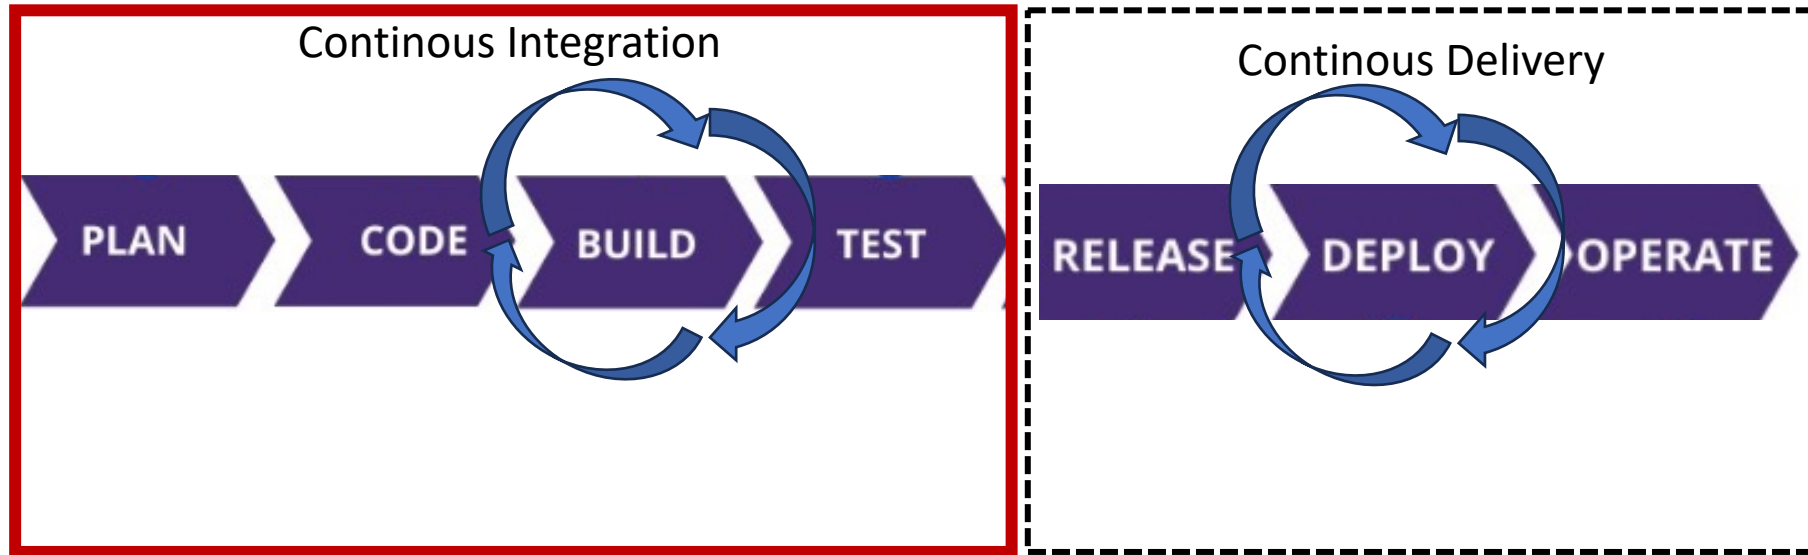 Continous Integration
PLAN
CODE
BUILD
TEST
Continous Delivery
RELEASE
DEPLOY
OPERATE